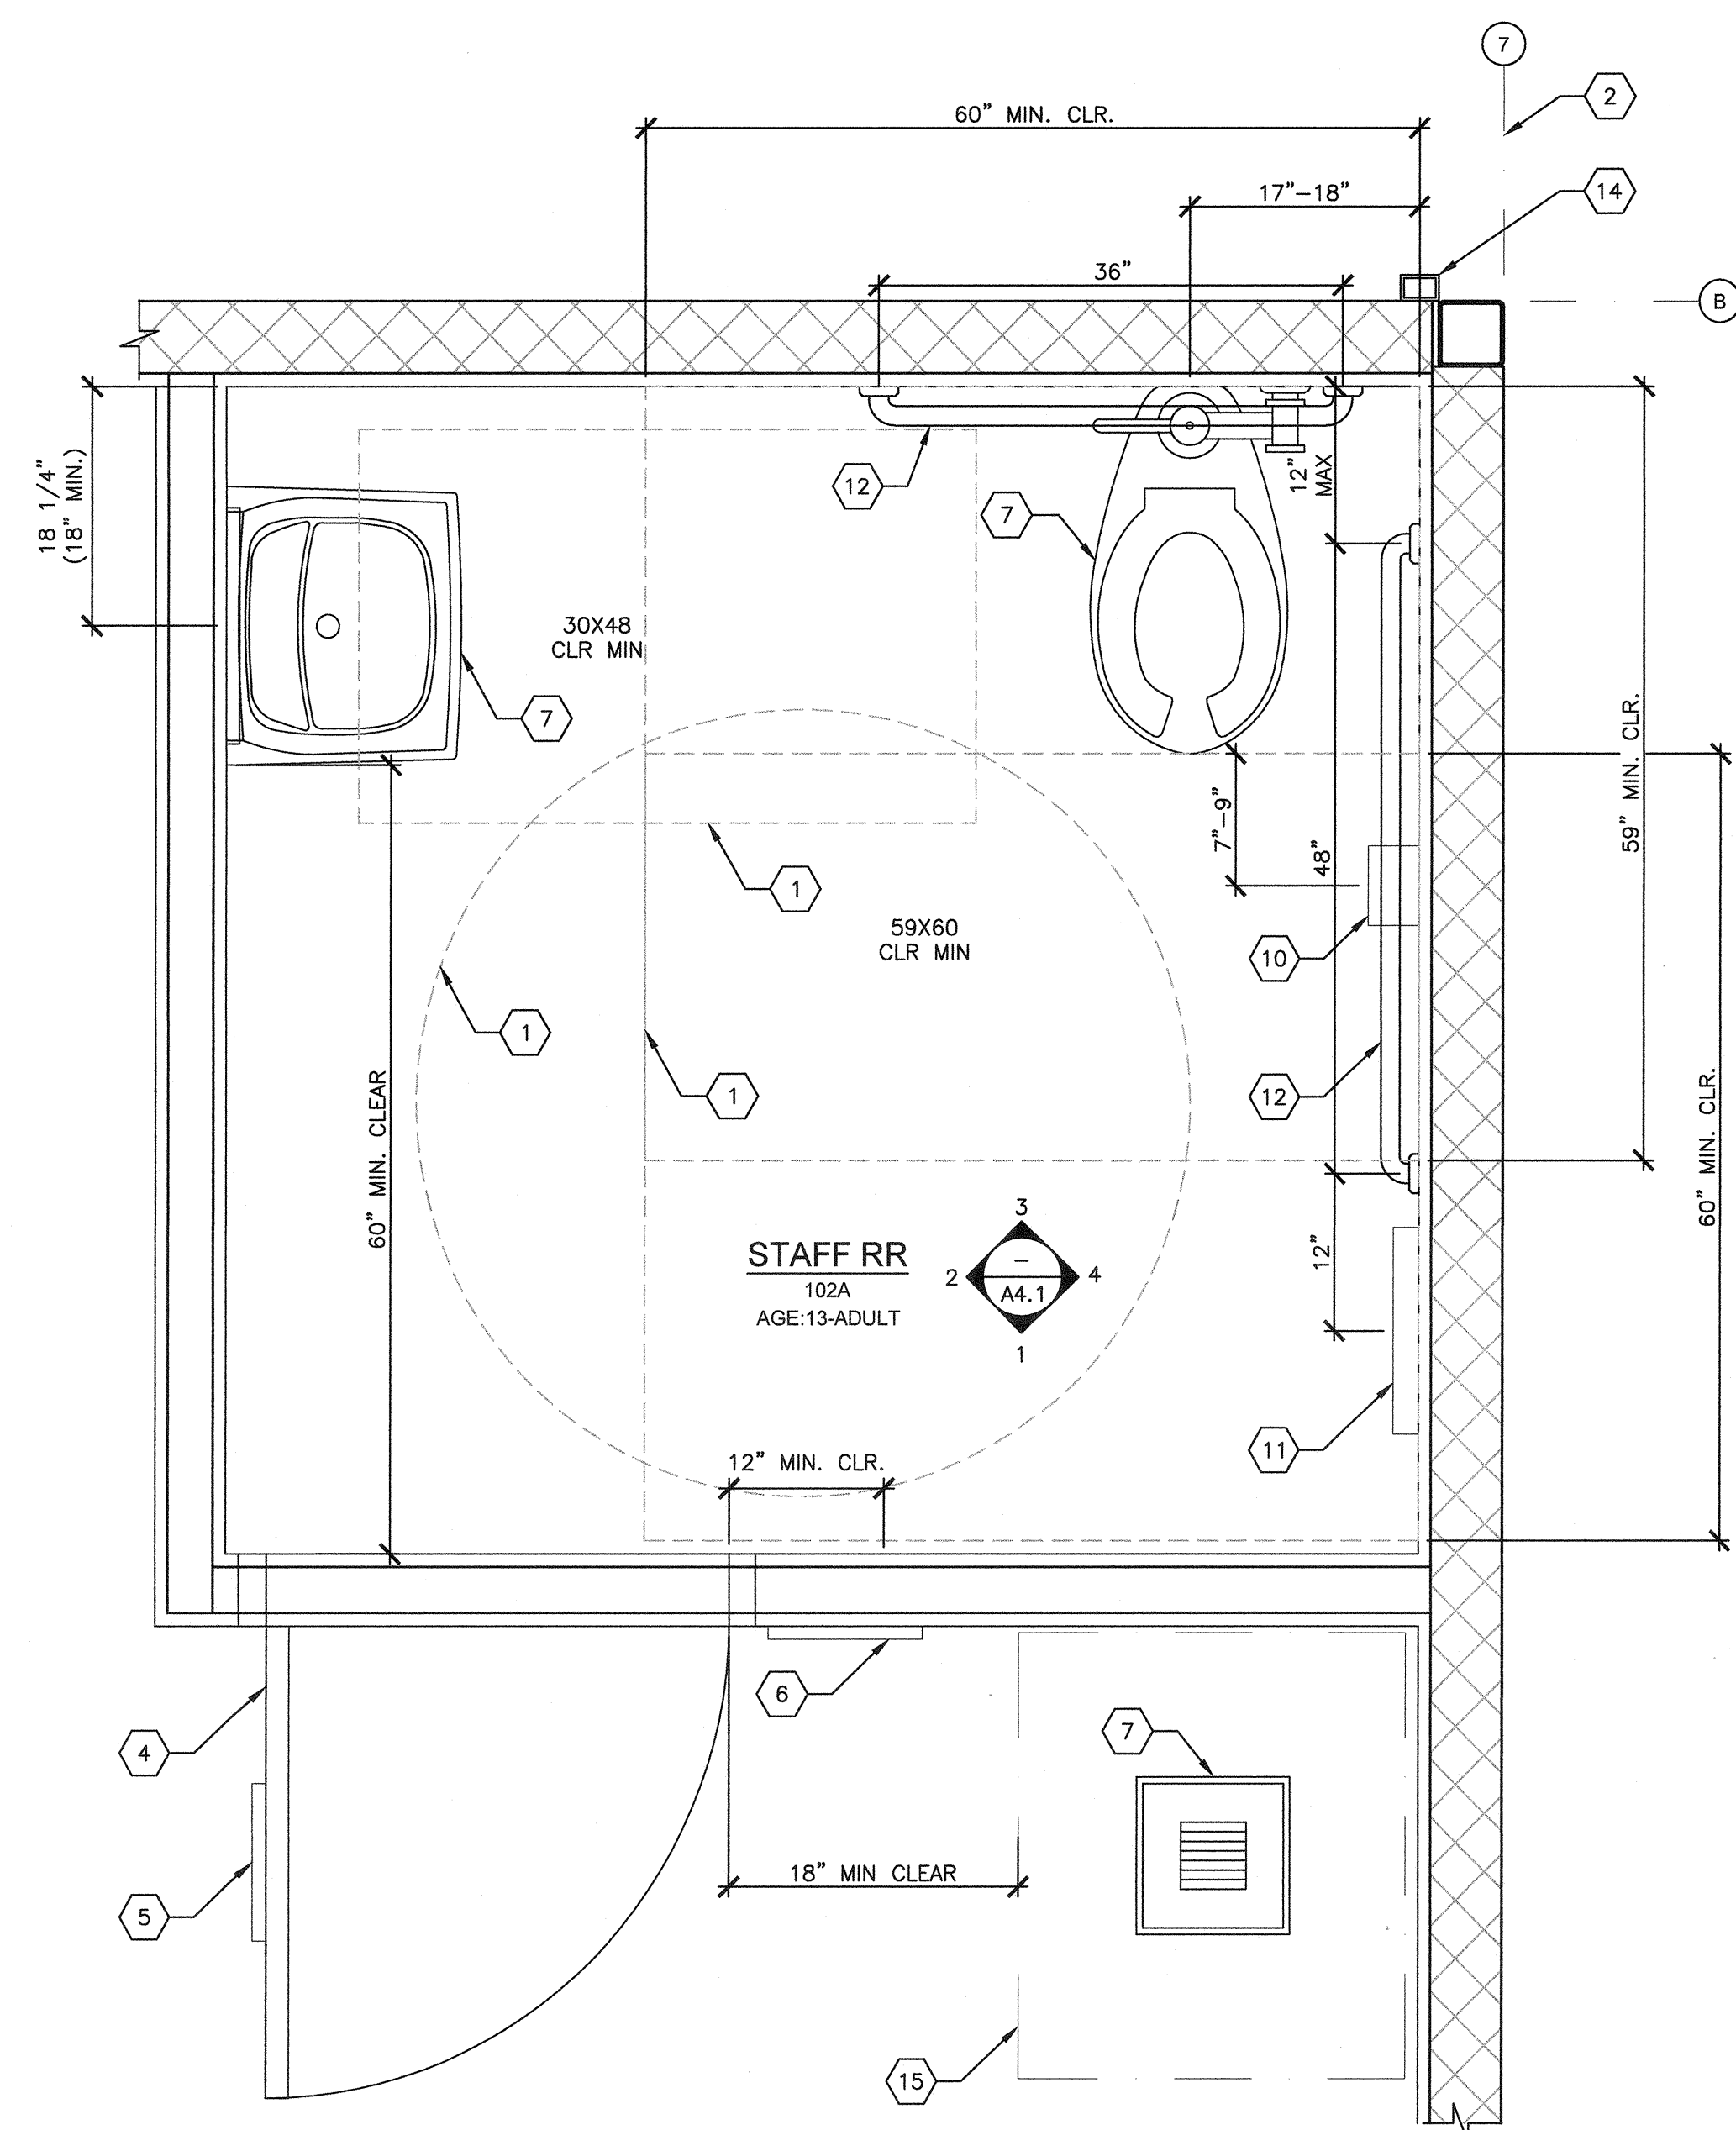 7
2
60” MIN. CLR.
14
17”–18”
36”
B
18 1/4”
(18” MIN.)
12”
MAX
12
7
30X48
CLR MIN
7
59” MIN. CLR.
7”–9”
48”
1
59X60
CLR MIN
10
1
1
12
60” MIN. CLEAR
60” MIN. CLR.
STAFF RR
102A
AGE:13-ADULT
3
2
–
A4.1
4
1
12”
11
12” MIN. CLR.
6
7
4
18” MIN CLEAR
5
15